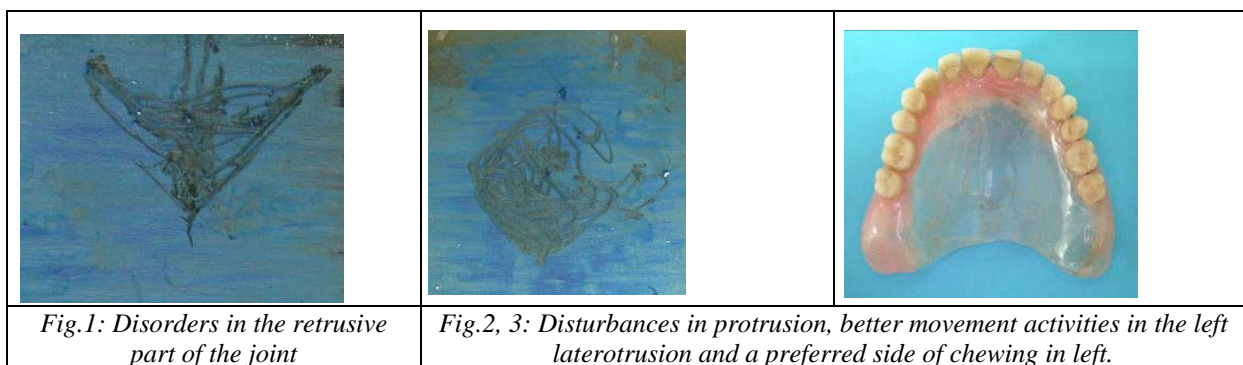 Fig.1: Disorders in the retrusive
part of the joint
Fig.2, 3: Disturbances in protrusion, better movement activities in the left
laterotrusion and a preferred side of chewing in left.